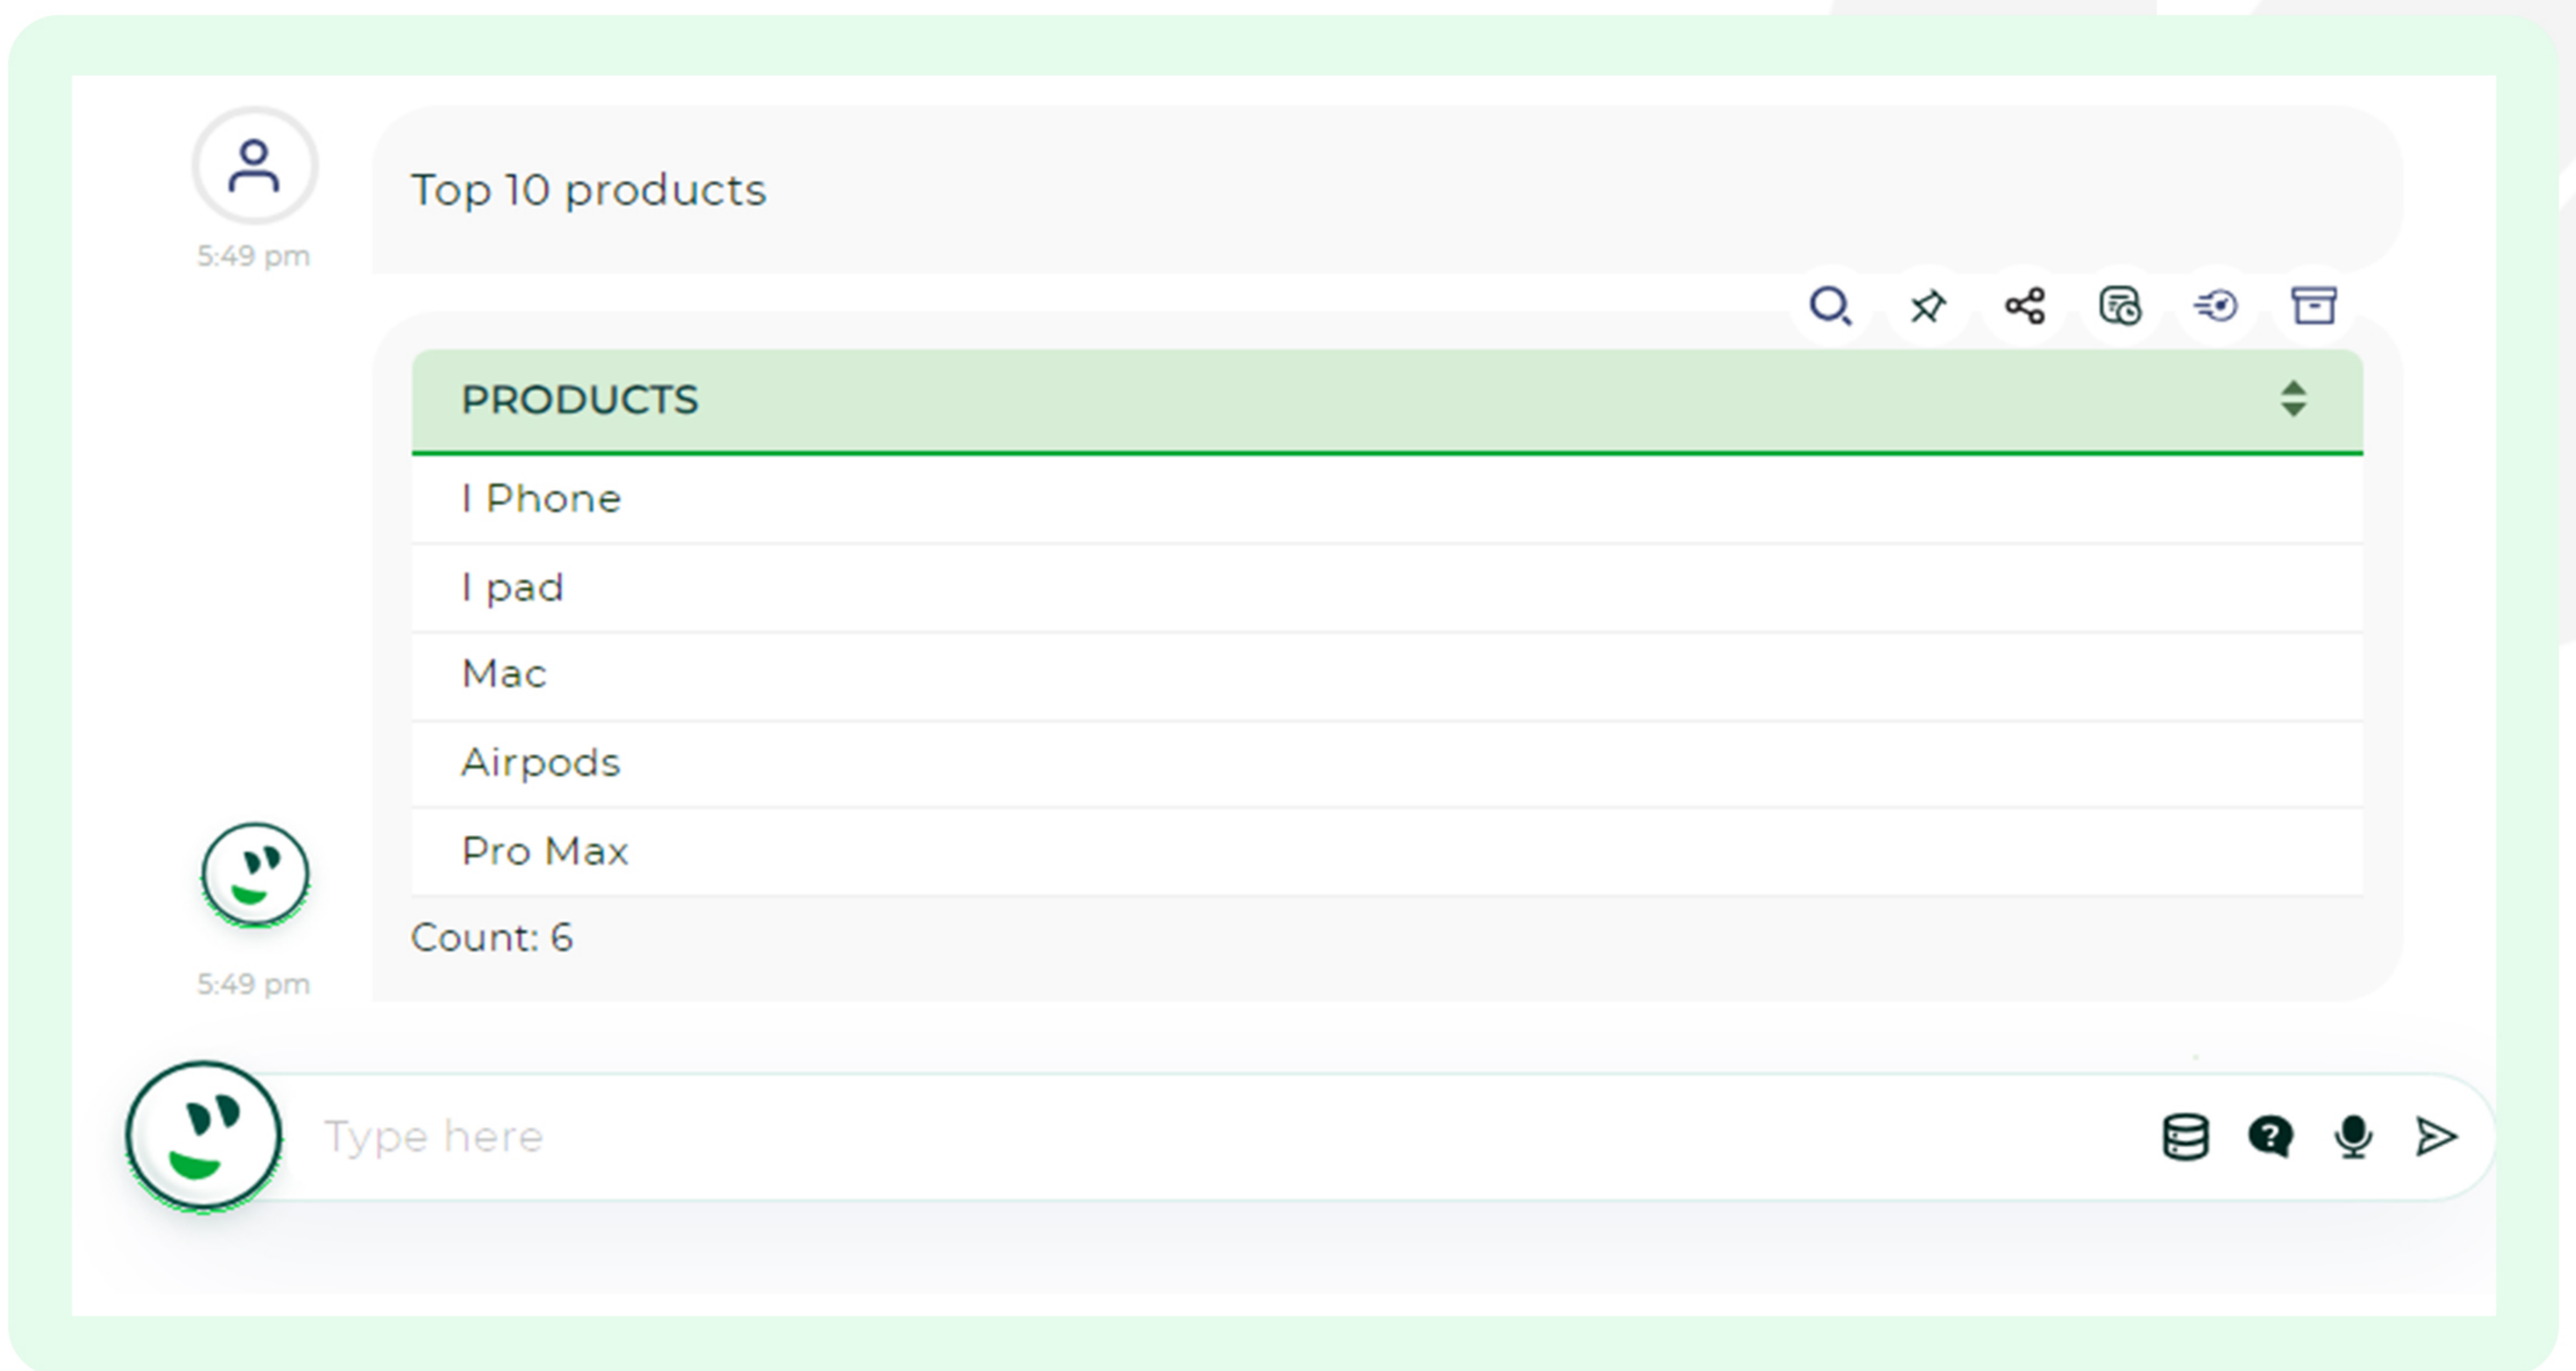 Top 10 products
5:49 pm
PRODUCTS
I Phone
I pad
Mac
Airpods
Pro Max
Count: 6
5:49 pm
Type here